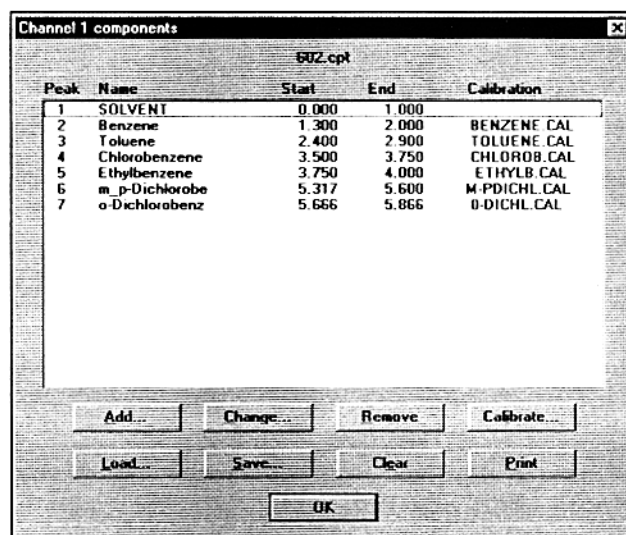 Channel 1 components
602.cpt
Peak Name Start End Calibration
1 SOLVENT 0.000 1.000
2 Benzene 1.300 2.000 BENZENE.CAL
3 Toluene 2.400 2.900 TOLUENE.CAL
4 Chlorobenzene 3.500 3.750 CHLOROB.CAL
5 Ethylbenzene 3.750 4.000 ETHYLB.CAL
6 m_p-Dichlorobe 5.317 5.600 M-PDICHL.CAL
7 o-Dichlorobenz 5.666 5.866 O-DICHL.CAL
Add... Change... Remove Calibrate...
Load... Save... Clear Print
OK